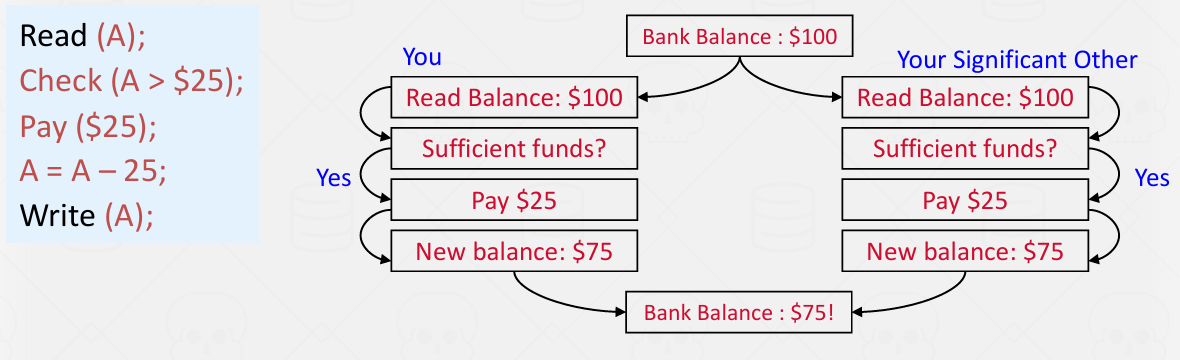 Read (A);
Check (A > $25);
Pay ($25);
A = A – 25;
Write (A);
Bank Balance : $100
You
Your Significant Other
Read Balance: $100
Read Balance: $100
Sufficient funds?
Sufficient funds?
Yes
Yes
Pay $25
Pay $25
New balance: $75
New balance: $75
Bank Balance : $75!